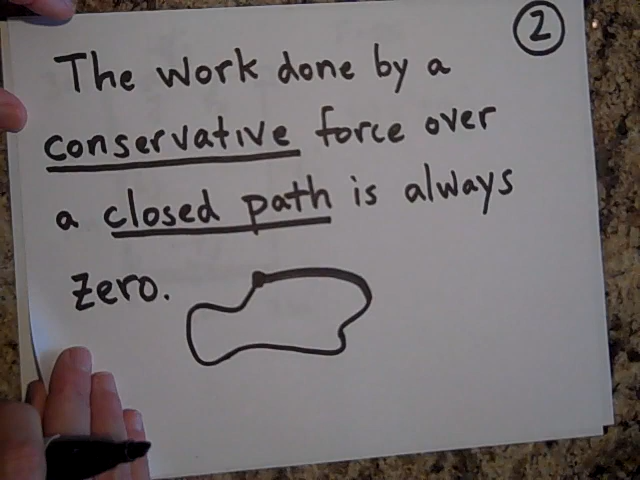 2
The work done by a
conservative force over
a closed path is always
zero.